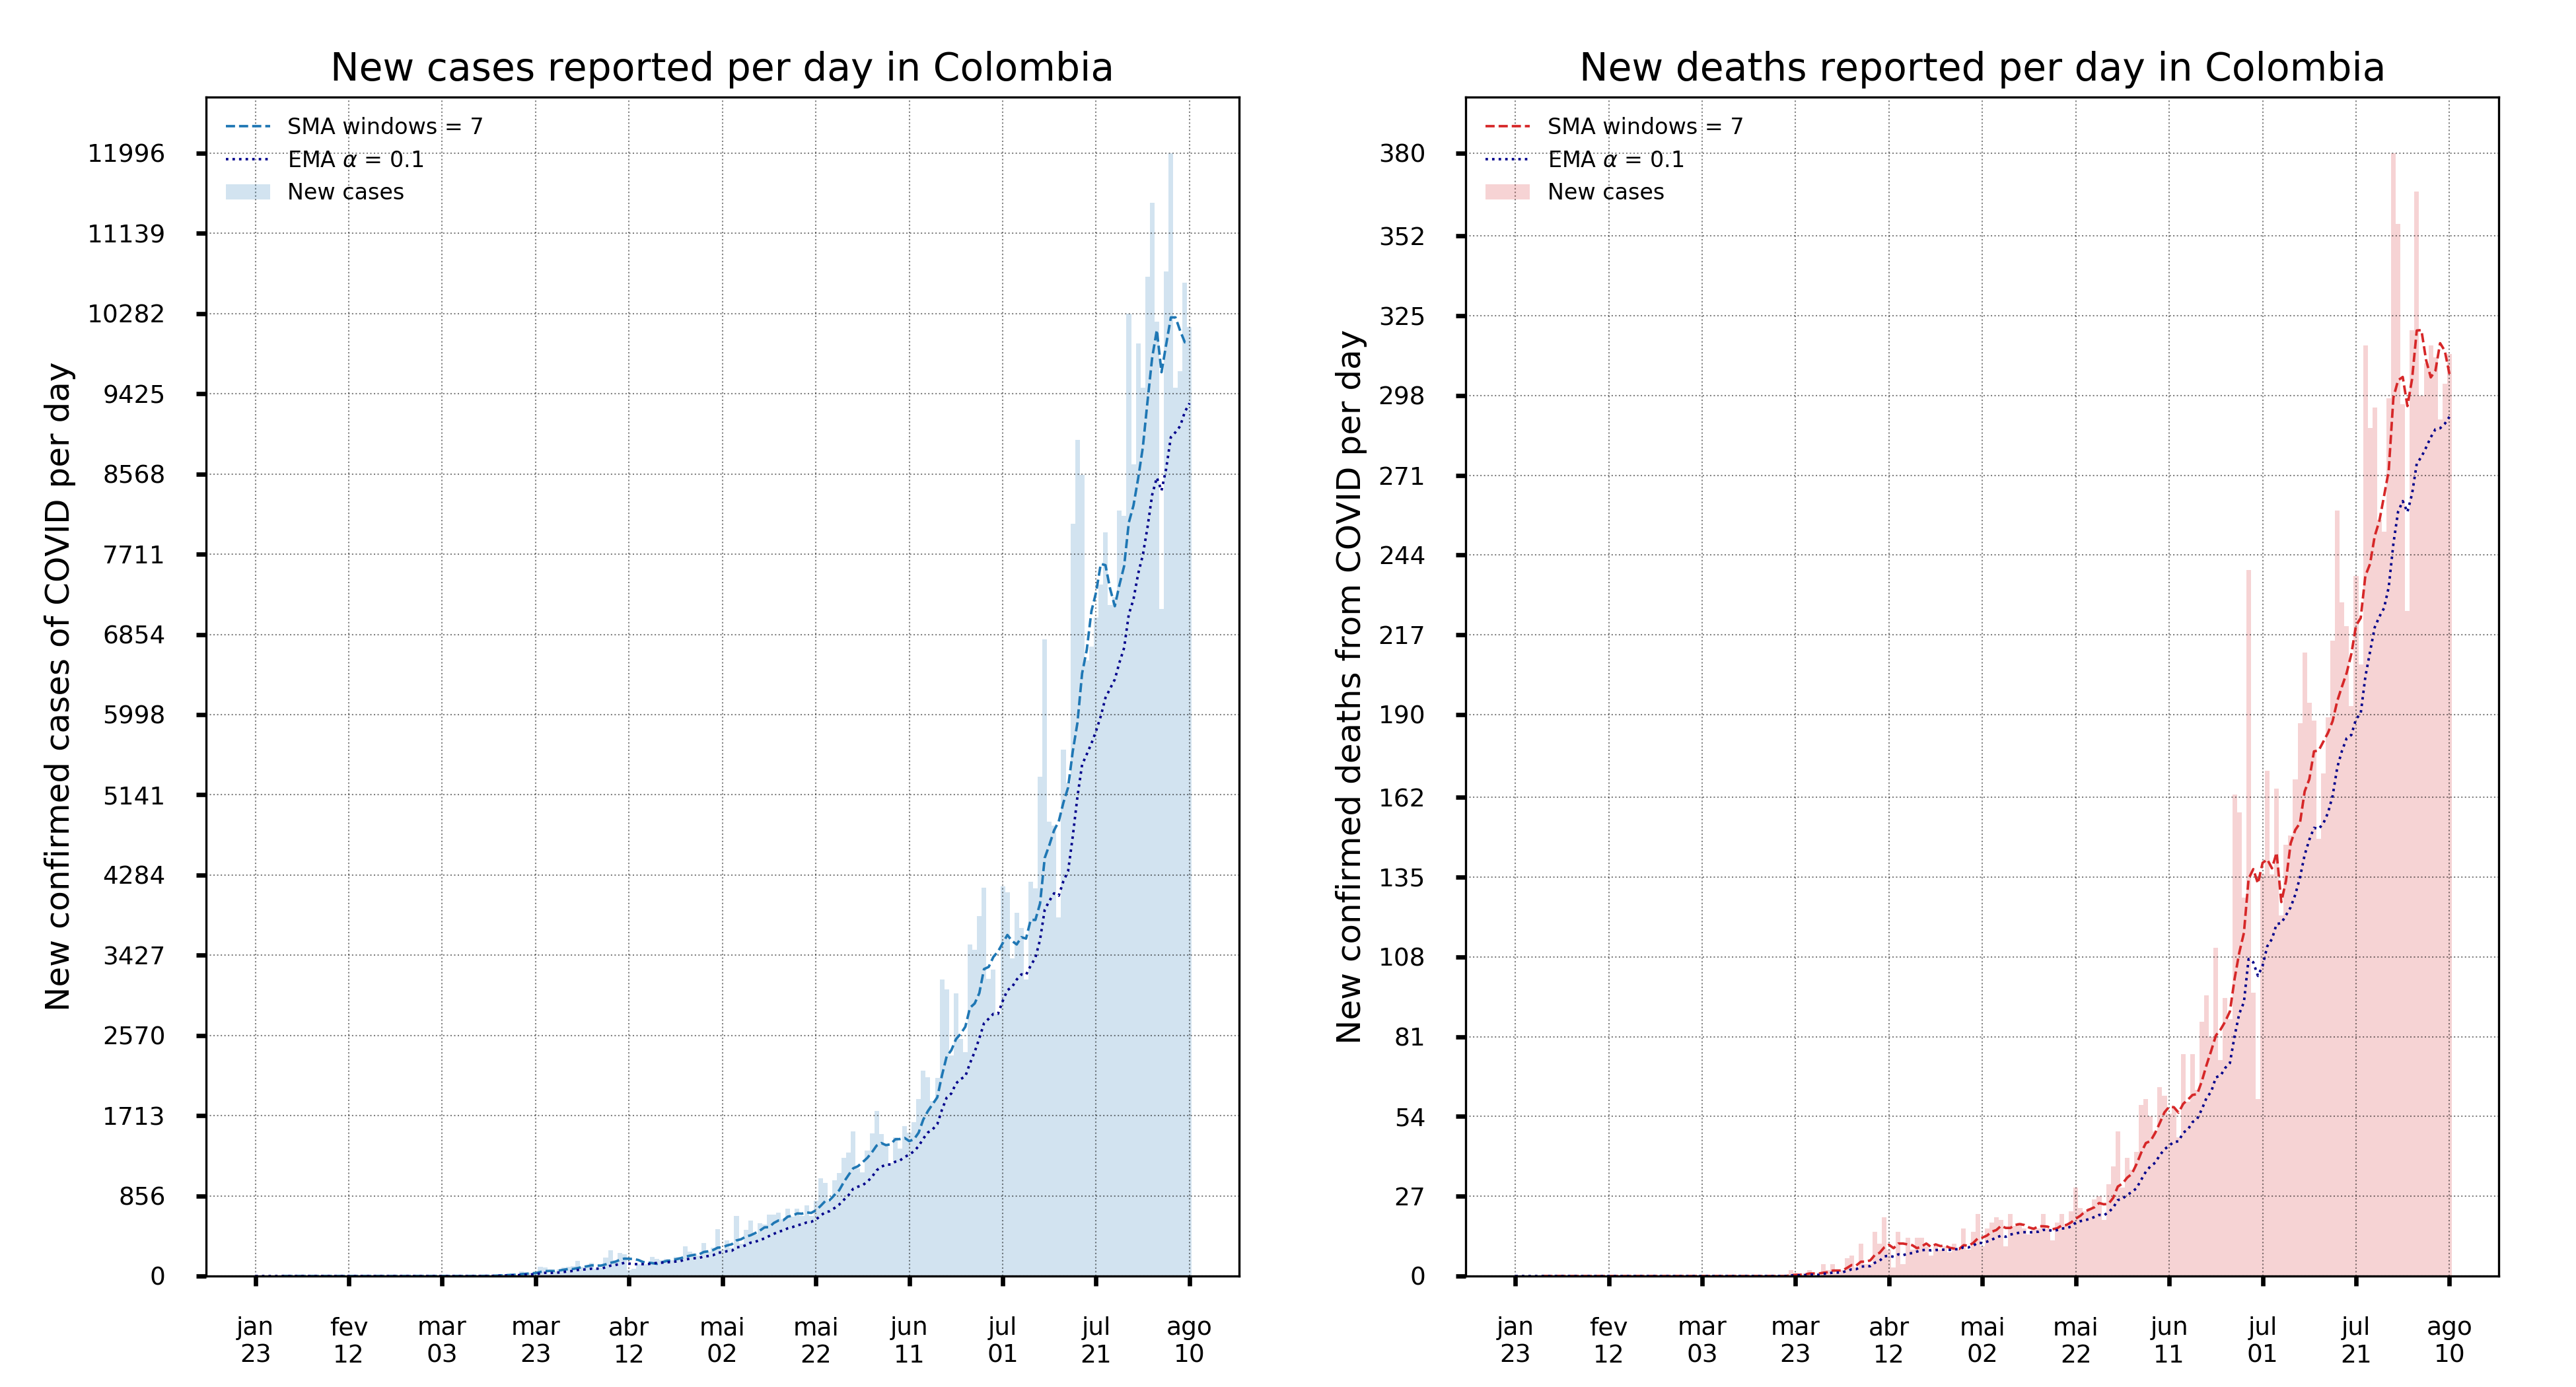 New cases reported per day in Colombia
SMA windows = 7
EMA α = 0.1
New cases
New confirmed cases of COVID per day
11996
11139
10282
9425
8568
7711
6854
5998
5141
4284
3427
2570
1713
856
0
jan fev mar mar abr mai mai jun jul jul ago
23 12 03 23 12 02 22 11 01 21 10
New deaths reported per day in Colombia
SMA windows = 7
EMA α = 0.1
New cases
New confirmed deaths from COVID per day
380
352
325
298
271
244
217
190
162
135
108
81
54
27
0
jan fev mar mar abr mai mai jun jul jul ago
23 12 03 23 12 02 22 11 01 21 10